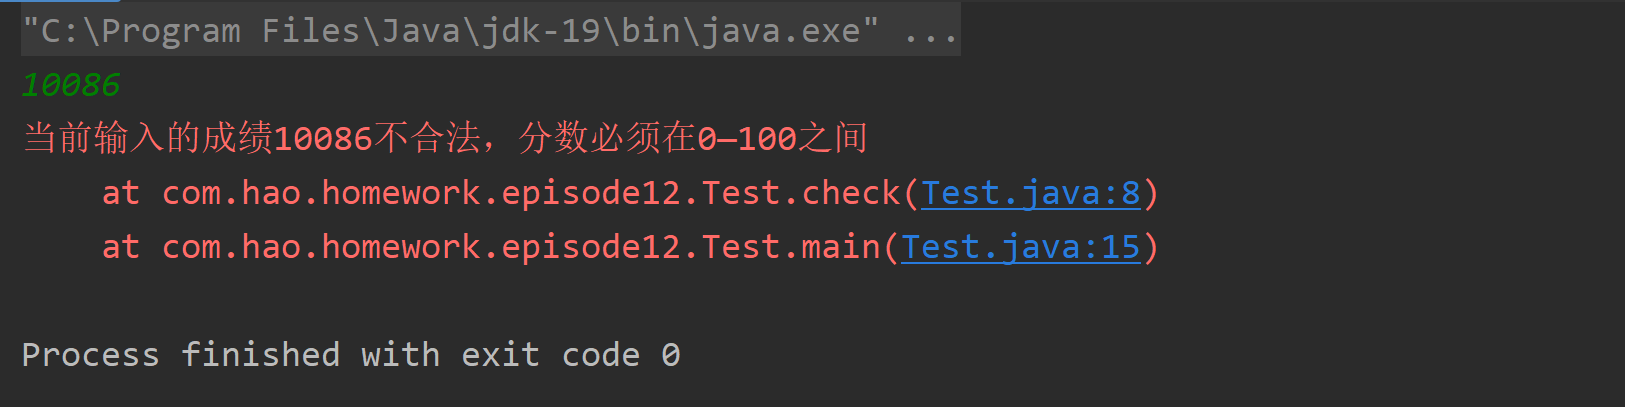 "C:\Program Files\Java\jdk-19\bin\java.exe" ...
10086
当前输入的成绩10086不合法，分数必须在0—100之间
at com.hao.homework.episode12.Test.check(Test.java:8)
at com.hao.homework.episode12.Test.main(Test.java:15)
Process finished with exit code 0